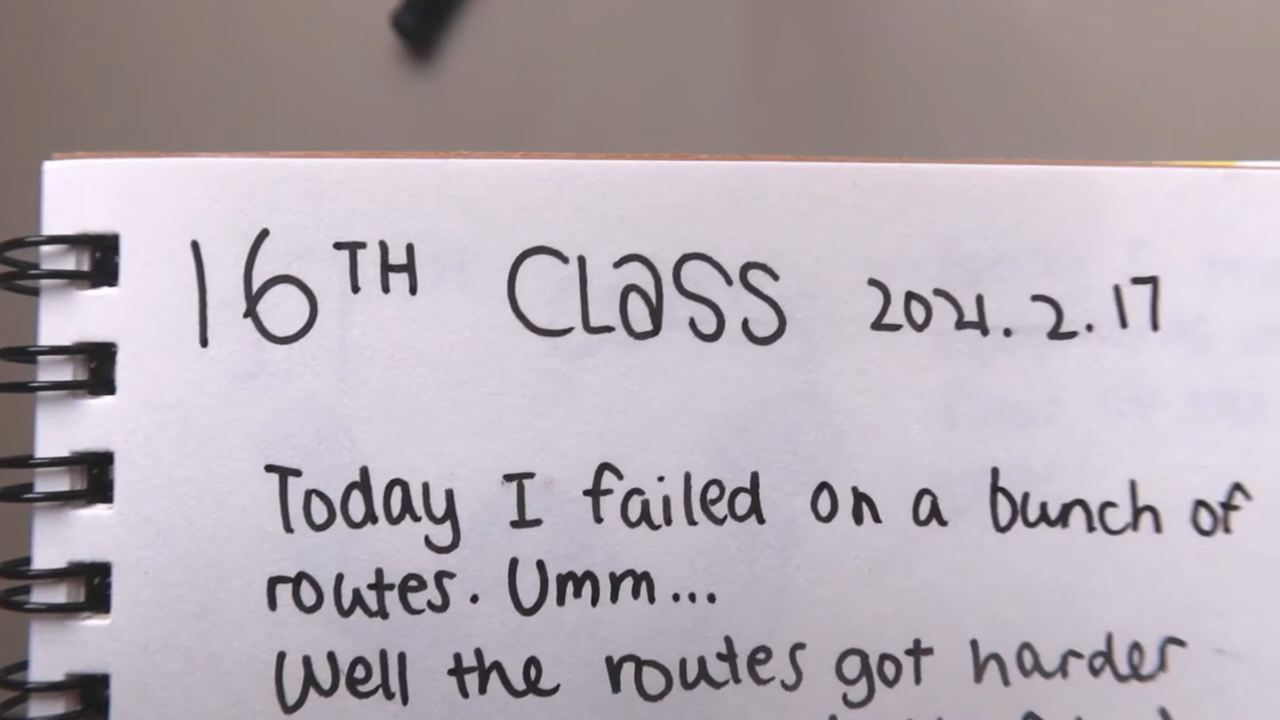 16TH CLaSS 2021.2.17
Today I failed on a bunch of
routes. Umm...
Well the routes got harder